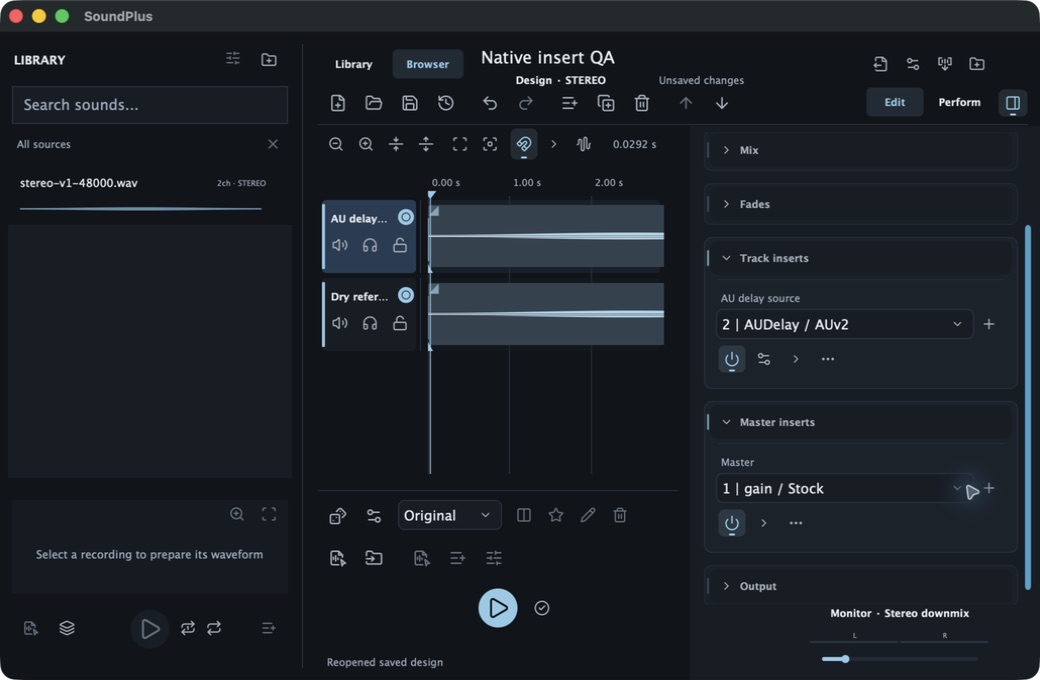 SoundPlus
LIBRARY
Search sounds...
All sources
stereo-v1-48000.wav
2ch · STEREO
Select a recording to prepare its waveform
Library
Browser
Native insert QA
Design · STEREO
Unsaved changes
Edit
Perform
0.0292 s
0.00 s
1.00 s
2.00 s
AU delay...
Dry refer...
Original
Reopened saved design
Mix
Fades
Track inserts
AU delay source
2 | AUDelay / AUv2
Master inserts
Master
1 | gain / Stock
Output
Monitor · Stereo downmix
L
R